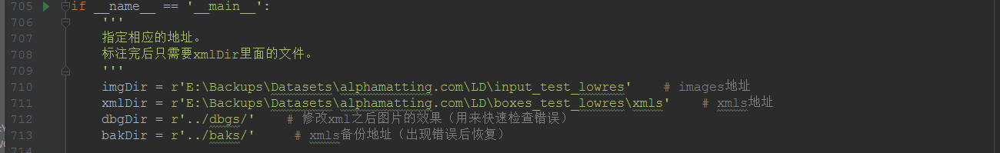 705 if __name__ == '__main__':
706 '''
707 指定相应的地址。
708 标注完后只需要xmlDir里面的文件。
709 '''
710 imgDir = r'E:\Backups\Datasets\alphamatting.com\LD\input_test_lowres' # images地址
711 xmlDir = r'E:\Backups\Datasets\alphamatting.com\LD\boxes_test_lowres\xmls' # xmls地址
712 dbgDir = r'../dbgs/' # 修改xml之后图片的效果（用来快速检查错误）
713 bakDir = r'../baks/' # xmls备份地址（出现错误后恢复）
714